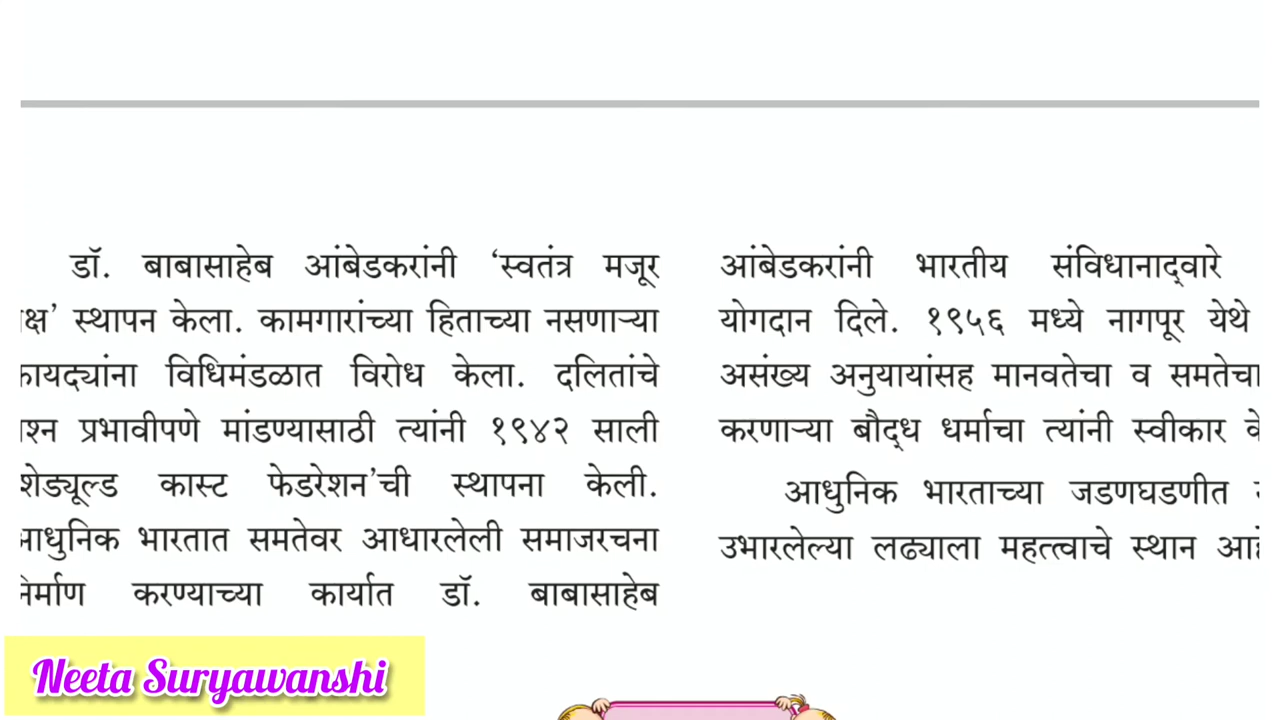 डॉ. बाबासाहेब आंबेडकरांनी ‘स्वतंत्र मजूर
स्थापन केला. कामगारांच्या हिताच्या नसणाऱ्या
विधिमंडळात विरोध केला. दलितांचे
प्रभावीपणे मांडण्यासाठी त्यांनी १९४२ साली
शेड्यूल्ड कास्ट फेडरेशन’ची स्थापना केली.
भारतात समतेवर आधारलेली समाजरचना
करण्याच्या कार्यात डॉ. बाबासाहेब
आंबेडकरांनी भारतीय संविधानाद्वारे
योगदान दिले. १९५६ मध्ये नागपूर येथे
असंख्य अनुयायांसह मानवतेचा व समतेचा
करणाऱ्या बौद्ध धर्माचा त्यांनी स्वीकार
आधुनिक भारताच्या जडणघडणीत
उभारलेल्या लढ्याला महत्त्वाचे स्थान
Neeta Suryawanshi